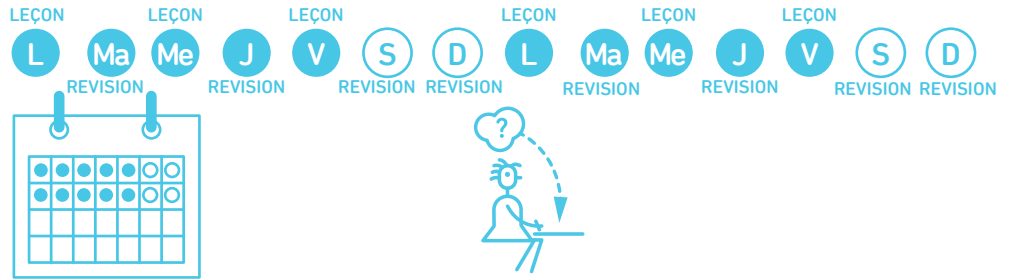 LEÇON LEÇON LEÇON LEÇON LEÇON LEÇON
L Ma Me J V S D L Ma Me J V S D
REVISION REVISION REVISION REVISION REVISION REVISION REVISION REVISION
?